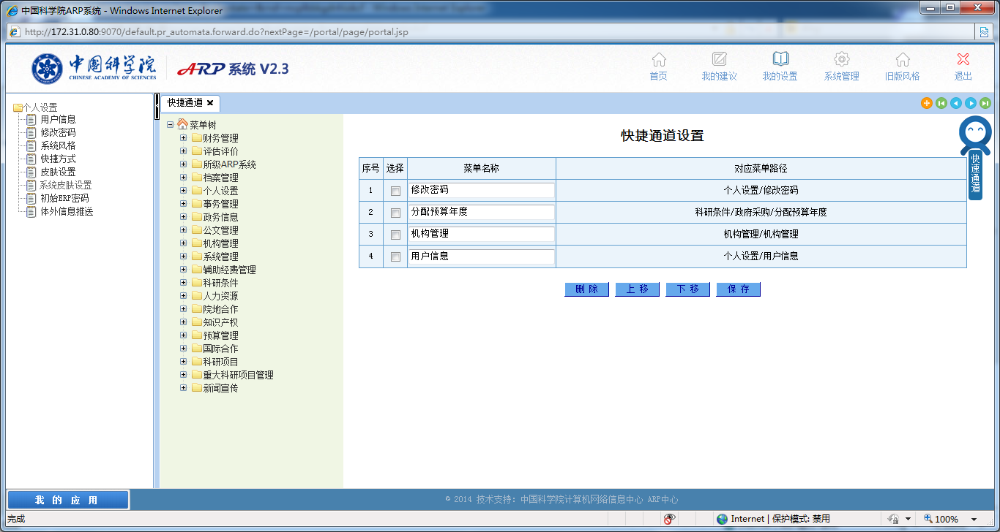 中国科学院ARP系统 - Windows Internet Explorer
http://172.31.0.80:9070/default.pr_automata.forward.do?nextPage=/portal/page/portal.jsp
中国科学院
CHINESE ACADEMY OF SCIENCES
ARP 系统 V2.3
首页
我的建议
我的设置
系统管理
旧版风格
退出
个人设置
用户信息
修改密码
系统风格
快捷方式
皮肤设置
系统皮肤设置
初始ERP密码
体外信息推送
快捷通道
菜单树
财务管理
评估评价
所级ARP系统
档案管理
个人设置
事务管理
政务信息
公文管理
机构管理
系统管理
辅助经费管理
科研条件
人力资源
院地合作
知识产权
预算管理
国际合作
科研项目
重大科研项目管理
新闻宣传
快捷通道设置
序号 选择 菜单名称 对应菜单路径
1 修改密码 个人设置/修改密码
2 分配预算年度 科研条件/政府采购/分配预算年度
3 机构管理 机构管理/机构管理
4 用户信息 个人设置/用户信息
删 除 上 移 下 移 保 存
快速通道
我 的 应 用
© 2014 技术支持: 中国科学院计算机网络信息中心 ARP中心
完成
Internet | 保护模式: 禁用
100%